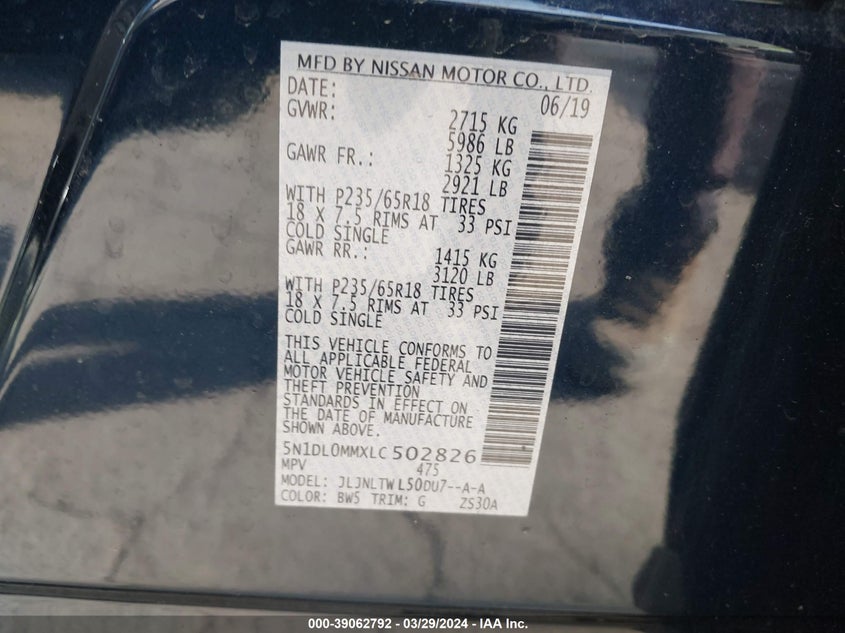 MFD BY NISSAN MOTOR CO., LTD.
DATE: 06/19
GVWR: 2715 KG
5986 LB
GAWR FR.: 1325 KG
2921 LB
WITH P235/65R18 TIRES
18 X 7.5 RIMS AT 33 PSI
COLD SINGLE
GAWR RR.: 1415 KG
3120 LB
WITH P235/65R18 TIRES
18 X 7.5 RIMS AT 33 PSI
COLD SINGLE
THIS VEHICLE CONFORMS TO
ALL APPLICABLE FEDERAL
MOTOR VEHICLE SAFETY AND
THEFT PREVENTION
STANDARDS IN EFFECT ON
THE DATE OF MANUFACTURE
SHOWN ABOVE.
5N1DL0MMXLC502826
MPV 475
MODEL: JLJNLTWL50DU7--A-A
COLOR: BW5 TRIM: G ZS30A
000-39062792 - 03/29/2024 - IAA Inc.